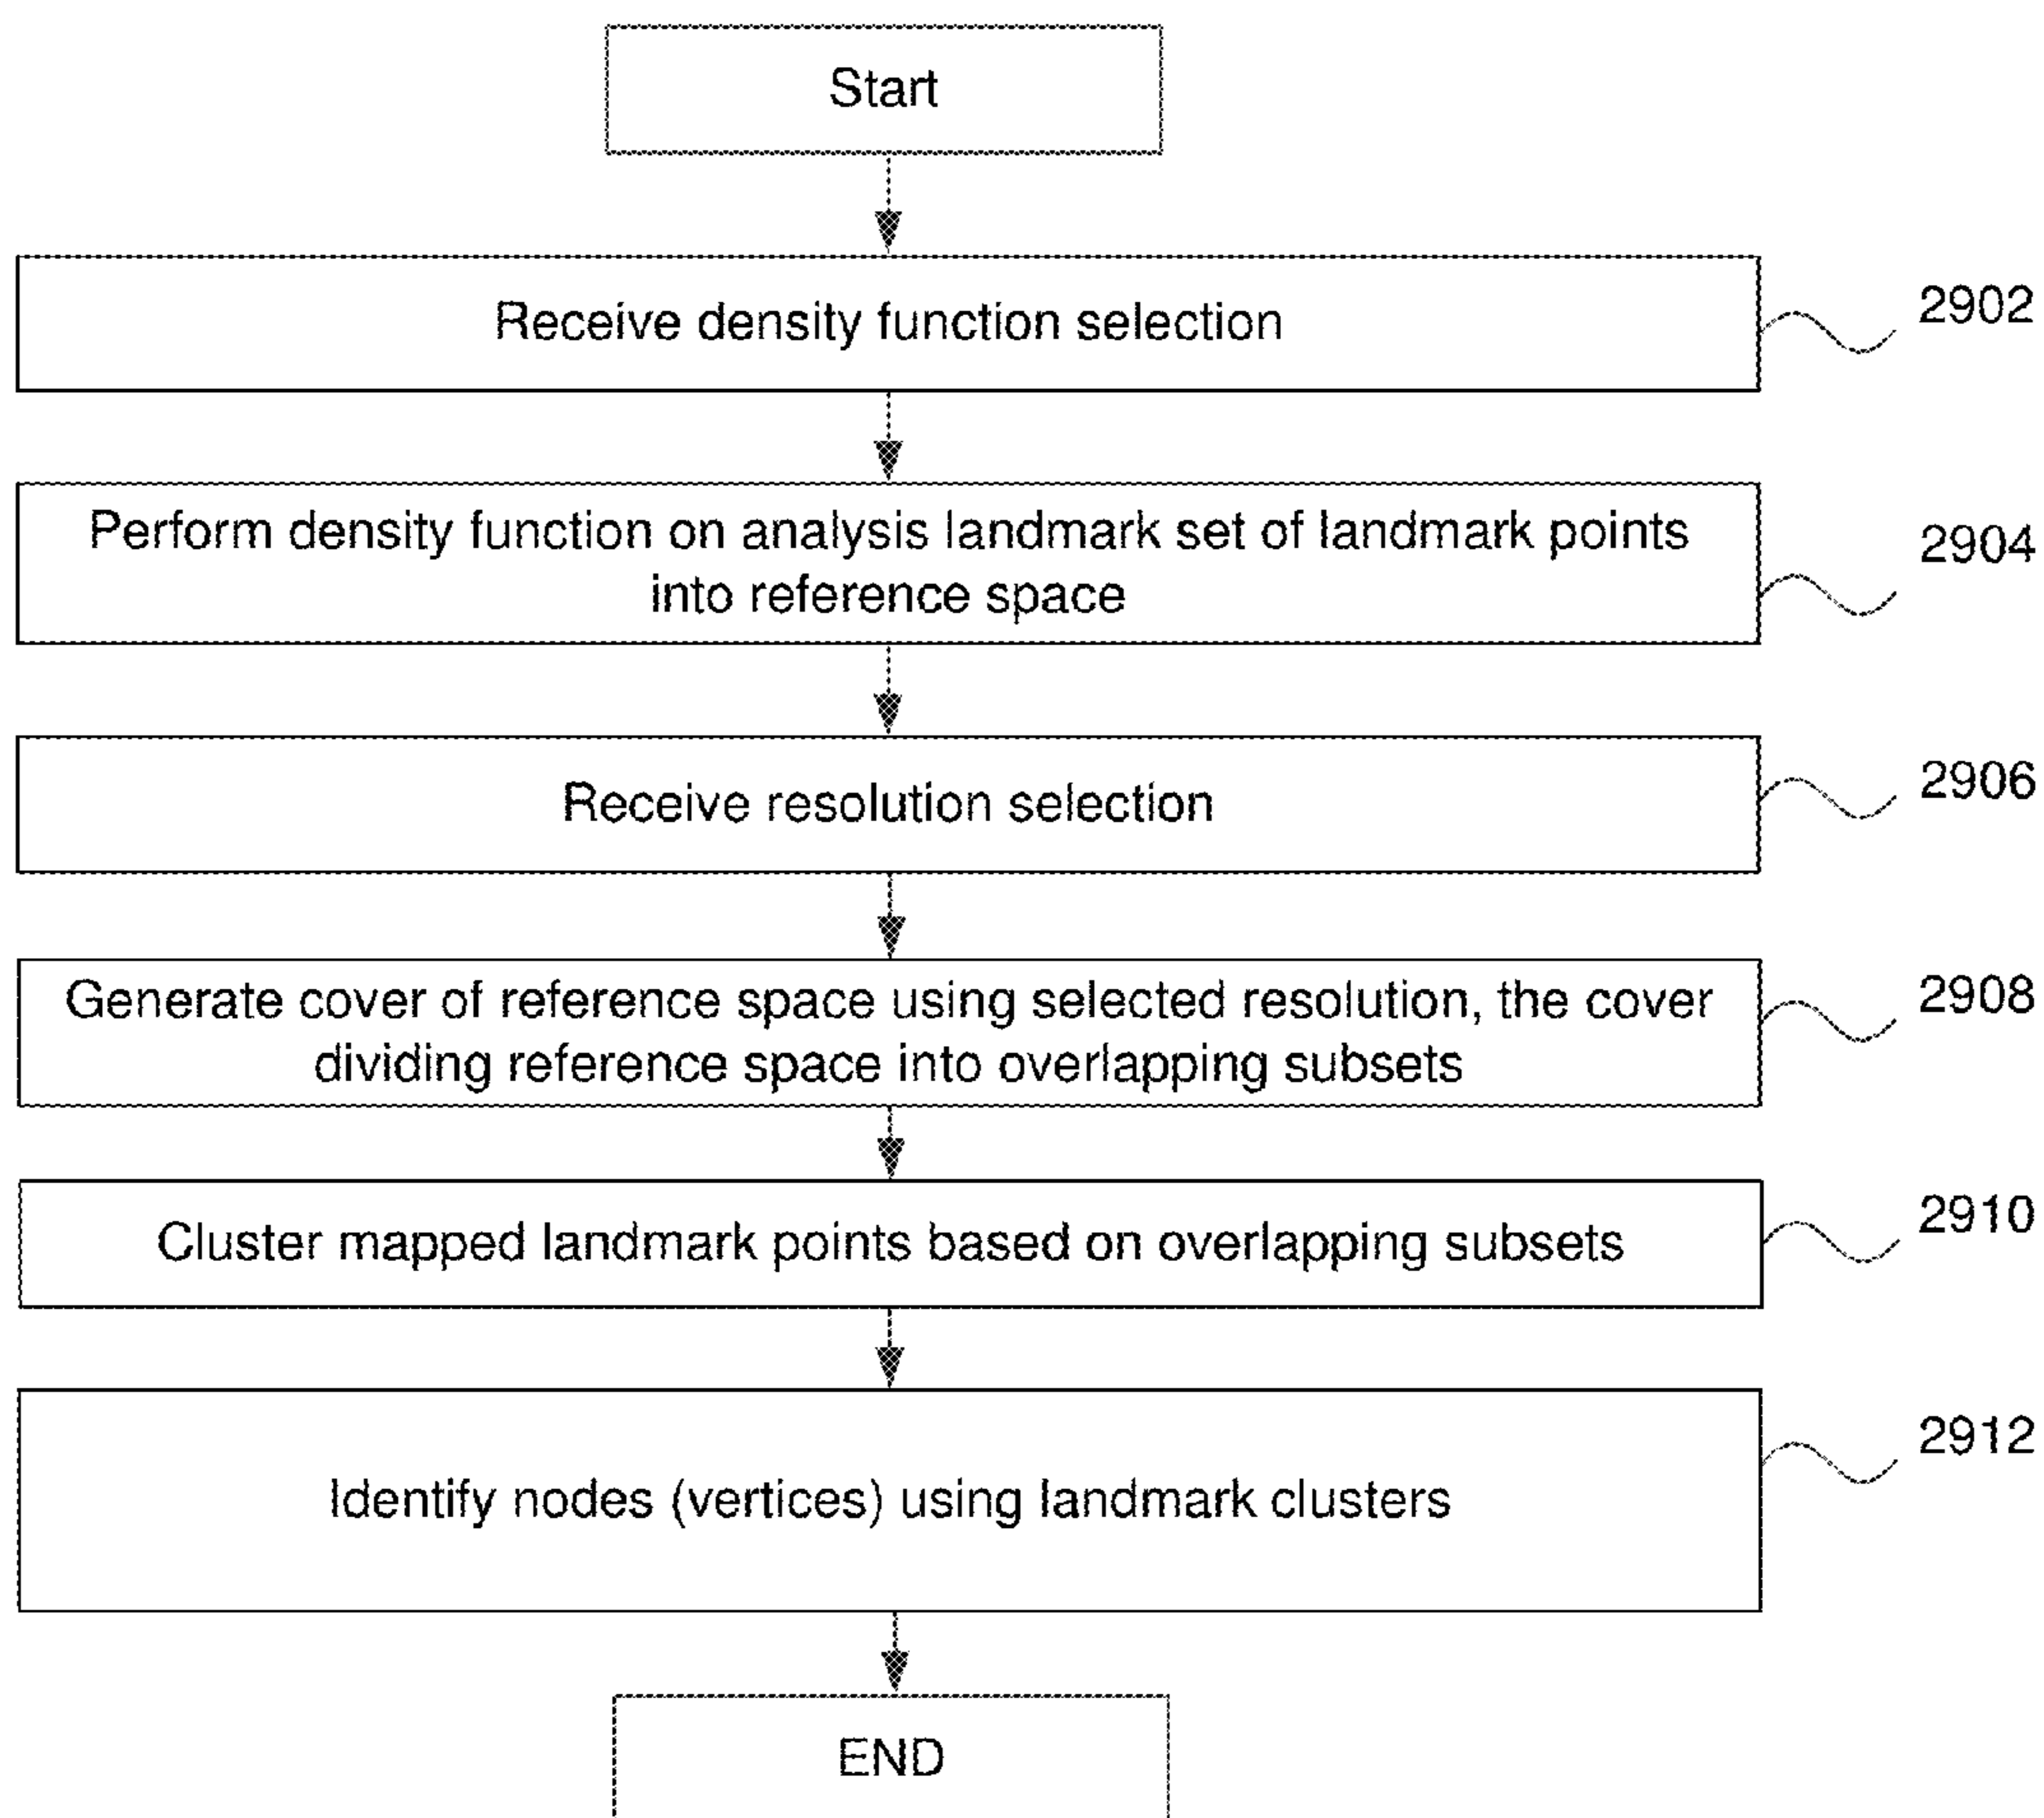 Start
Receive density function selection
2902
Perform density function on analysis landmark set of landmark points
into reference space
2904
Receive resolution selection
2906
Generate cover of reference space using selected resolution, the cover
dividing reference space into overlapping subsets
2908
Cluster mapped landmark points based on overlapping subsets
2910
Identify nodes (vertices) using landmark clusters
2912
END